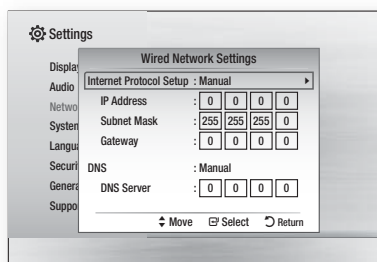 Settings
Wired Network Settings
Display
Audio
Internet Protocol Setup : Manual
IP Address : 0 0 0 0
Subnet Mask : 255 255 255 0
Gateway : 0 0 0 0
DNS : Manual
DNS Server : 0 0 0 0
Networ
System
Langua
Securi
Genera
Suppo
Move Select Return